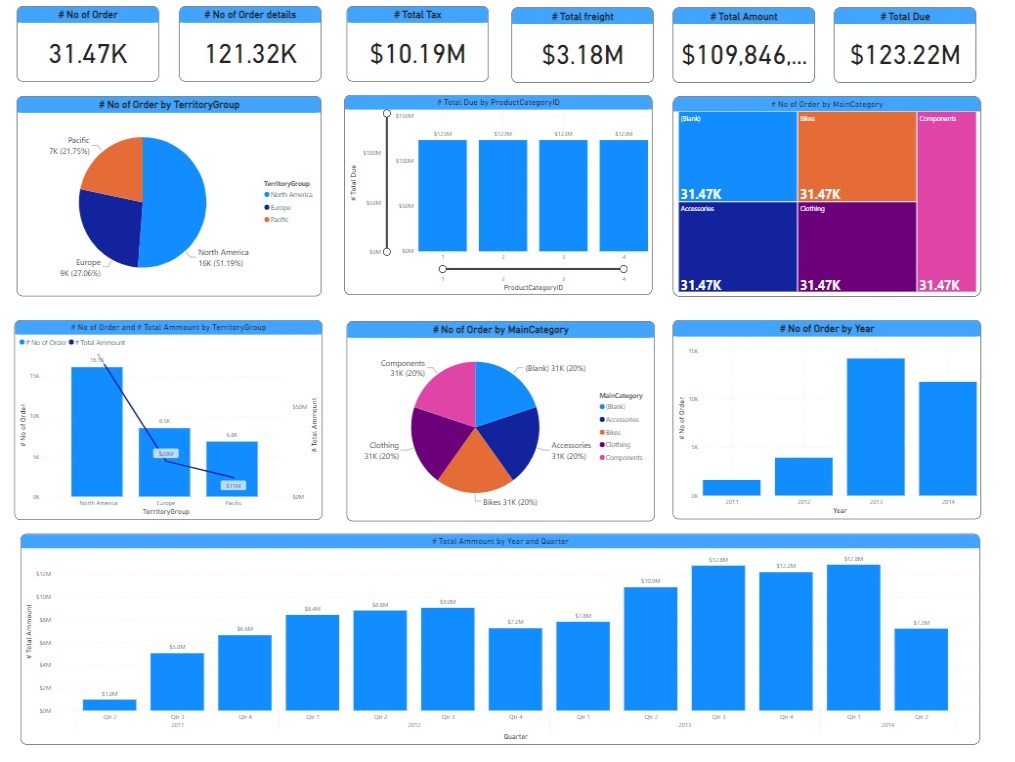 # No of Order
# No of Order details
# Total Tax
# Total freight
# Total Amount
# Total Due
31.47K
121.32K
$10.19M
$3.18M
$109,846,...
$123.22M
# No of Order by TerritoryGroup
Pacific
7K (21.75%)
Europe
9K (27.06%)
North America
16K (51.19%)
TerritoryGroup
North America
Europe
Pacific
# Total Due by ProductCategoryID
# Total Due
$150M
$100M
$50M
$0M
$100M
$50M
$0M
$123M
$123M
$123M
$123M
1
2
3
4
1
2
3
4
ProductCategoryID
# No of Order by MainCategory
(Blank)
31.47K
Bikes
31.47K
Components
31.47K
Accessories
31.47K
Clothing
31.47K
# No of Order and # Total Ammount by TerritoryGroup
# No of Order
# Total Ammount
# No of Order
15K
10K
5K
0K
8.5K
6.8K
$20M
$11M
$50M
$0M
# Total Ammount
North America
Europe
Pacific
TerritoryGroup
# No of Order by MainCategory
Components
31K (20%)
(Blank) 31K (20%)
Clothing
31K (20%)
Accessories
31K (20%)
Bikes 31K (20%)
MainCategory
(Blank)
Accessories
Bikes
Clothing
Components
# No of Order by Year
# No of Order
15K
10K
5K
0K
2011
2012
2013
2014
Year
# Total Ammount by Year and Quarter
# Total Ammount
$12M
$10M
$8M
$6M
$4M
$2M
$0M
$1.0M
$5.0M
$6.6M
$8.4M
$8.8M
$9.0M
$7.2M
$7.8M
$10.9M
$12.8M
$12.2M
$12.8M
$7.2M
Qtr 2
Qtr 3
Qtr 4
Qtr 1
Qtr 2
Qtr 3
Qtr 4
Qtr 1
Qtr 2
Qtr 3
Qtr 4
Qtr 1
Qtr 2
2011
2012
2013
2014
Quarter